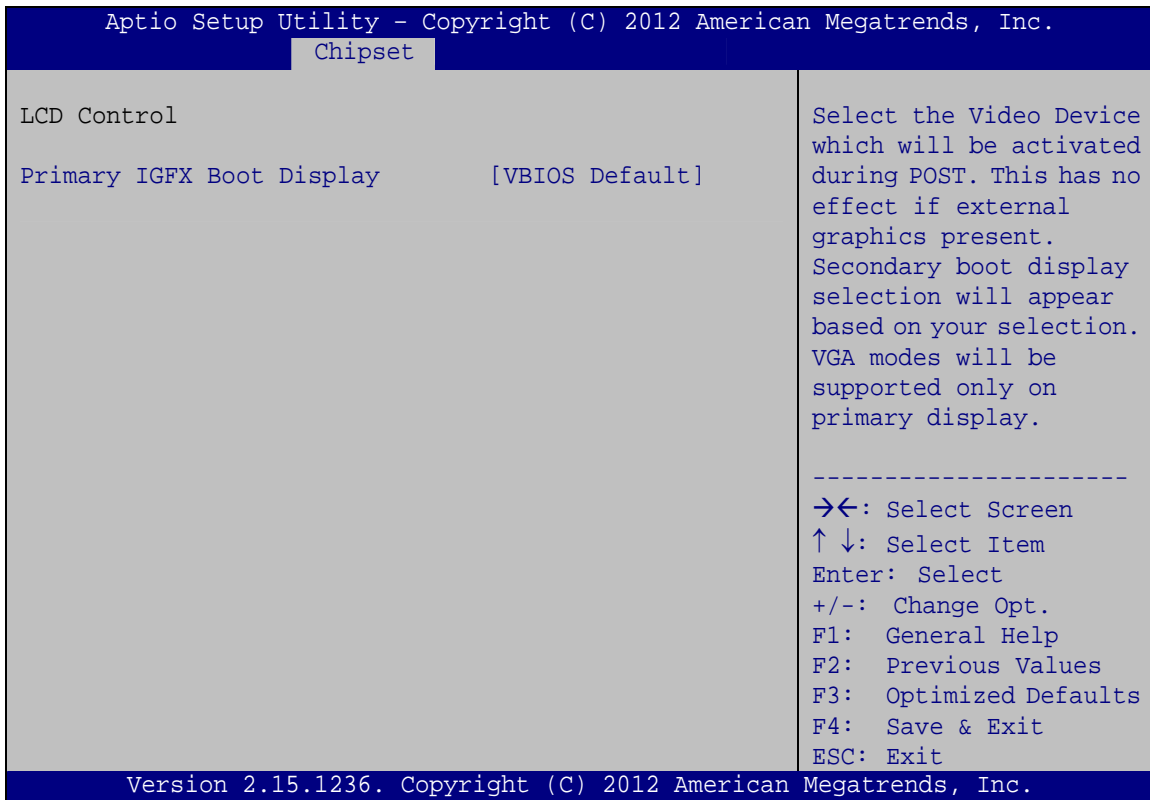 Aptio Setup Utility – Copyright (C) 2012 American Megatrends, Inc.
Chipset
LCD Control
Primary IGFX Boot Display [VBIOS Default]
Select the Video Device
which will be activated
during POST. This has no
effect if external
graphics present.
Secondary boot display
selection will appear
based on your selection.
VGA modes will be
supported only on
primary display.
----------------------
→←: Select Screen
↑ ↓: Select Item
Enter: Select
+/-: Change Opt.
F1: General Help
F2: Previous Values
F3: Optimized Defaults
F4: Save & Exit
ESC: Exit
Version 2.15.1236. Copyright (C) 2012 American Megatrends, Inc.